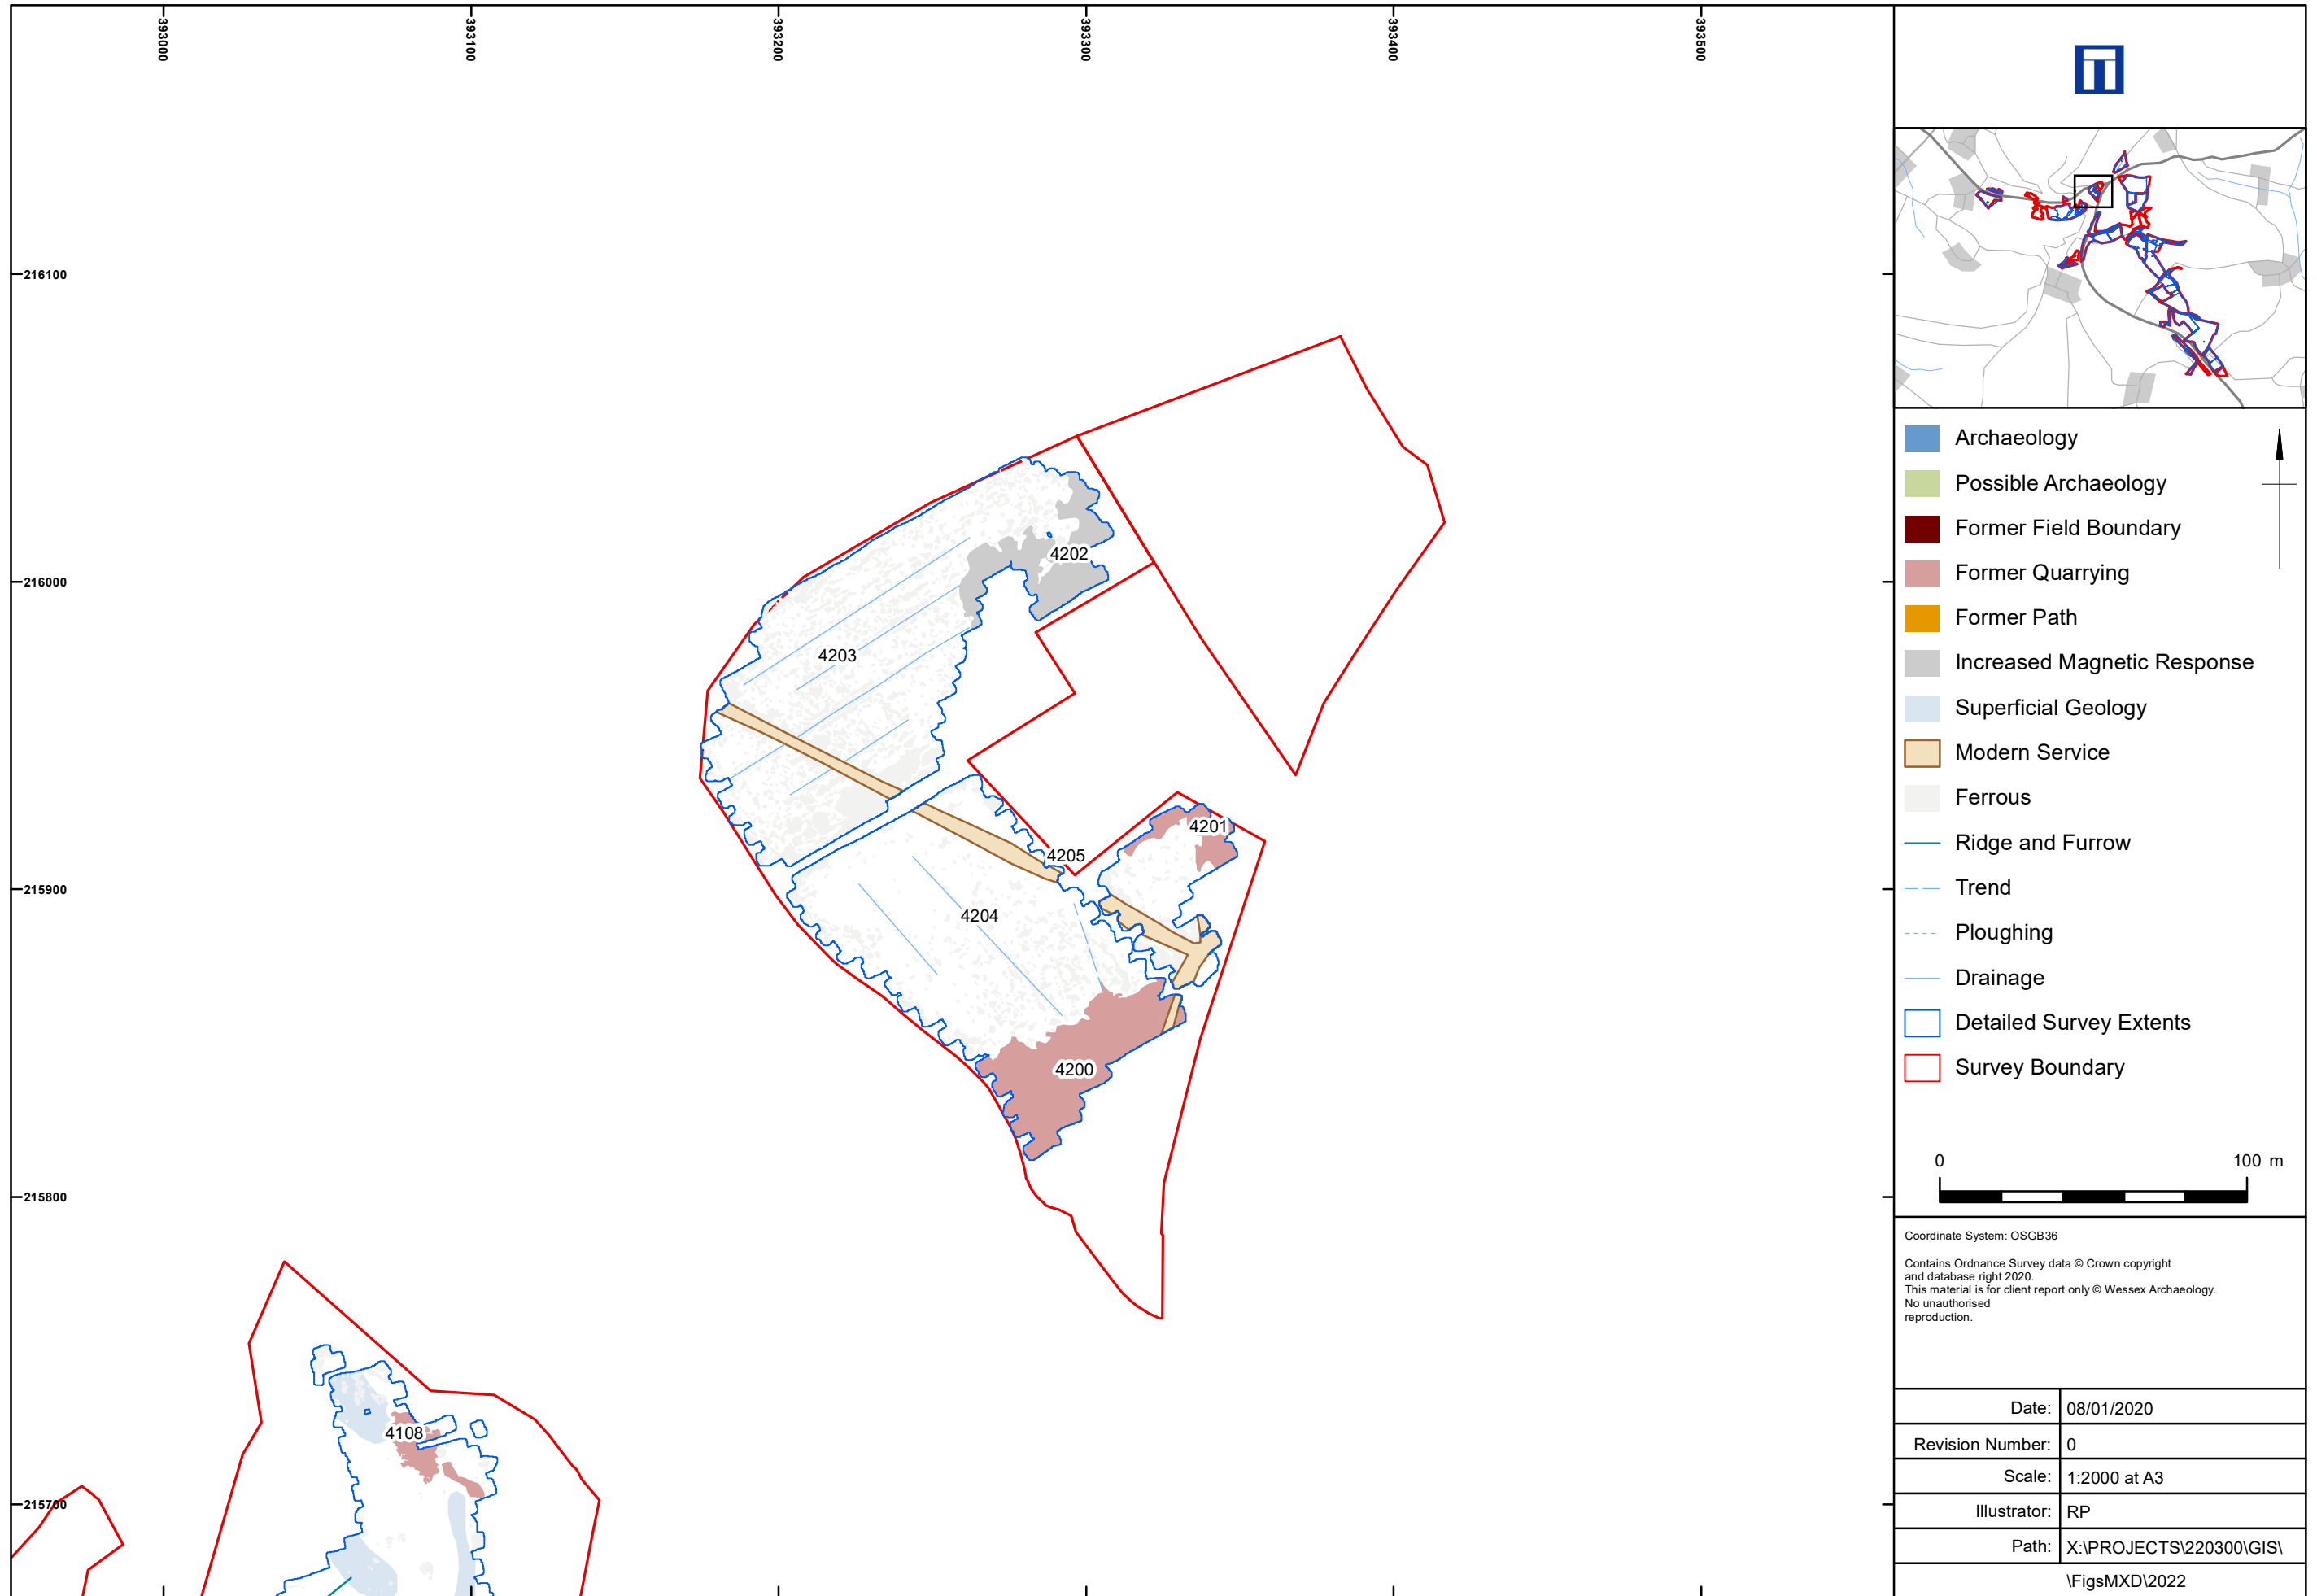 393000
393100
393200
393300
393400
393500
216100
216000
215900
215800
215700
4202
4203
4201
4205
4204
4200
4108
Archaeology
Possible Archaeology
Former Field Boundary
Former Quarrying
Former Path
Increased Magnetic Response
Superficial Geology
Modern Service
Ferrous
Ridge and Furrow
Trend
Ploughing
Drainage
Detailed Survey Extents
Survey Boundary
0 100 m
Coordinate System: OSGB36
Contains Ordnance Survey data © Crown copyright
and database right 2020.
This material is for client report only © Wessex Archaeology.
No unauthorised
reproduction.
Date: 08/01/2020
Revision Number: 0
Scale: 1:2000 at A3
Illustrator: RP
Path: X:\PROJECTS\220300\GIS\
\FigsMXD\2022